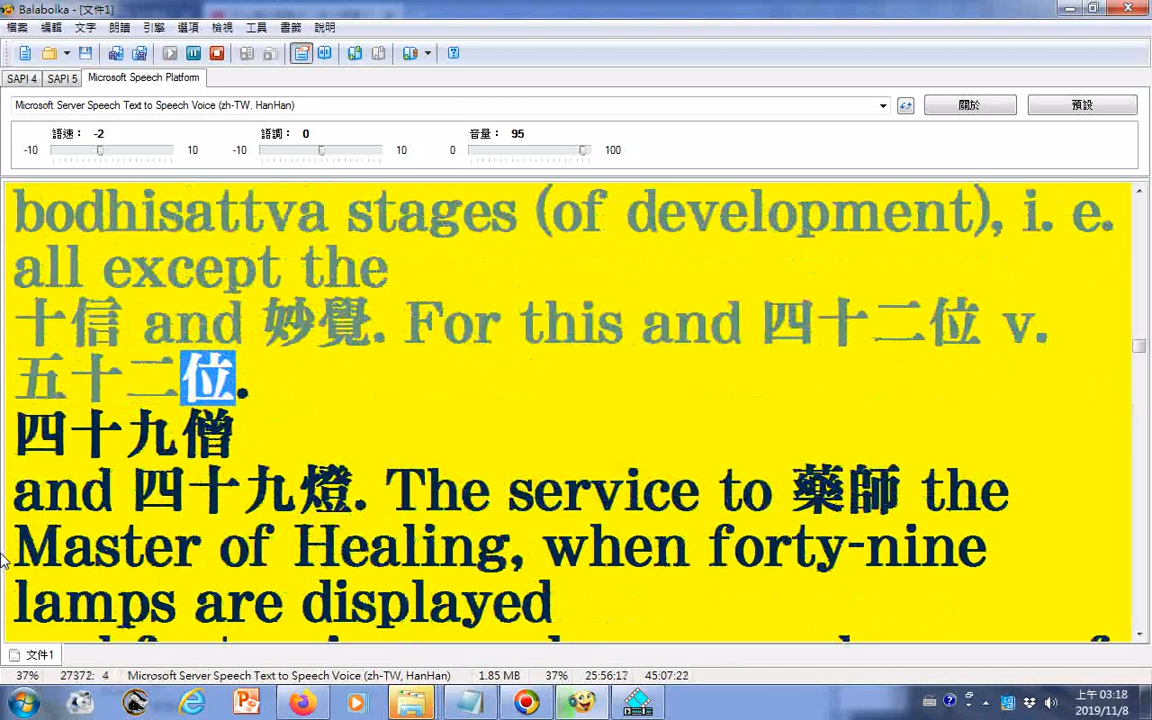 Balabolka - [文件1]
檔案 編輯 文字 朗讀 引擎 選項 檢視 工具 書籤 說明
SAPI 4 SAPI 5 Microsoft Speech Platform
Microsoft Server Speech Text to Speech Voice (zh-TW, HanHan) 關於 預設
語速： -2 語調： 0 音量： 95
-10 10 -10 10 0 100
bodhisattva stages (of development), i. e.
all except the
十信 and 妙覺. For this and 四十二位 v.
五十二位.
四十九僧
and 四十九燈. The service to 藥師 the
Master of Healing, when forty-nine
lamps are displayed
文件1
37% 27372: 4 Microsoft Server Speech Text to Speech Voice (zh-TW, HanHan) 1.85 MB 37% 25:56:17 45:07:22
上午 03:18
2019/11/8